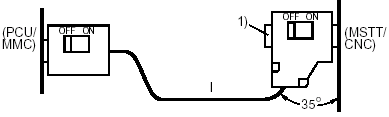 (PCU/
MMC)
OFF ON
1)
OFF ON
(MSTT/
CNC)
l
35°